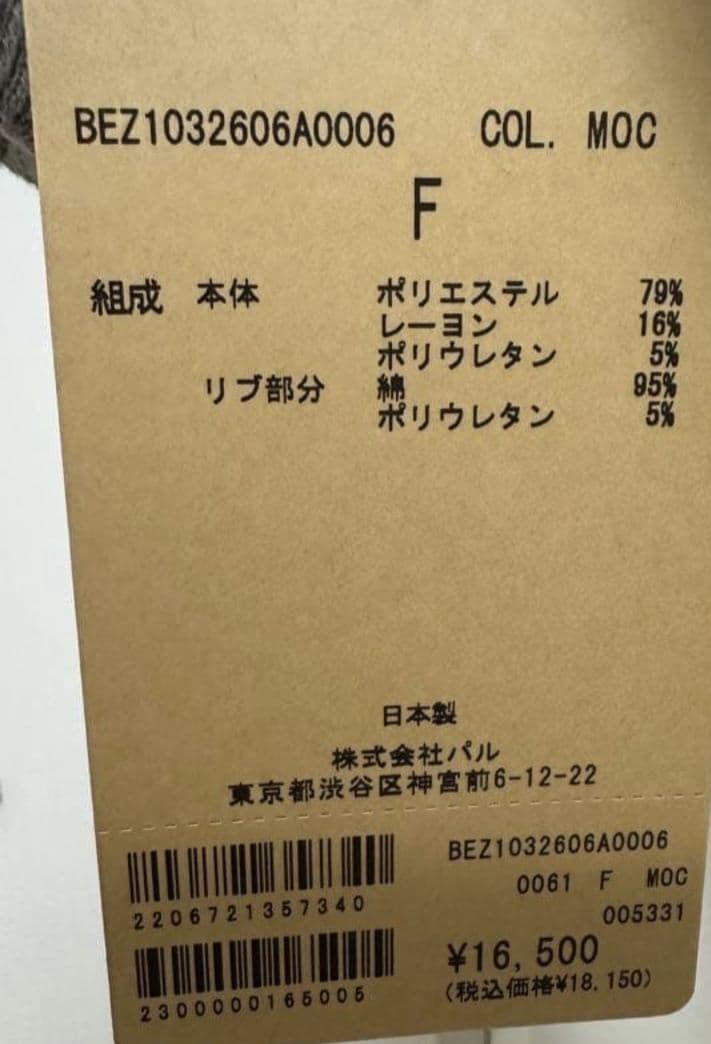 BEZ1032606A0006 COL. MOC
F
組成 本体 ポリエステル 79%
レーヨン 16%
ポリウレタン 5%
リブ部分 綿 95%
ポリウレタン 5%
日本製
株式会社パル
東京都渋谷区神宮前6-12-22
BEZ1032606A0006
0061 F MOC
005331
2206721357340
¥16,500
(税込価格¥18,150)
2300000165005